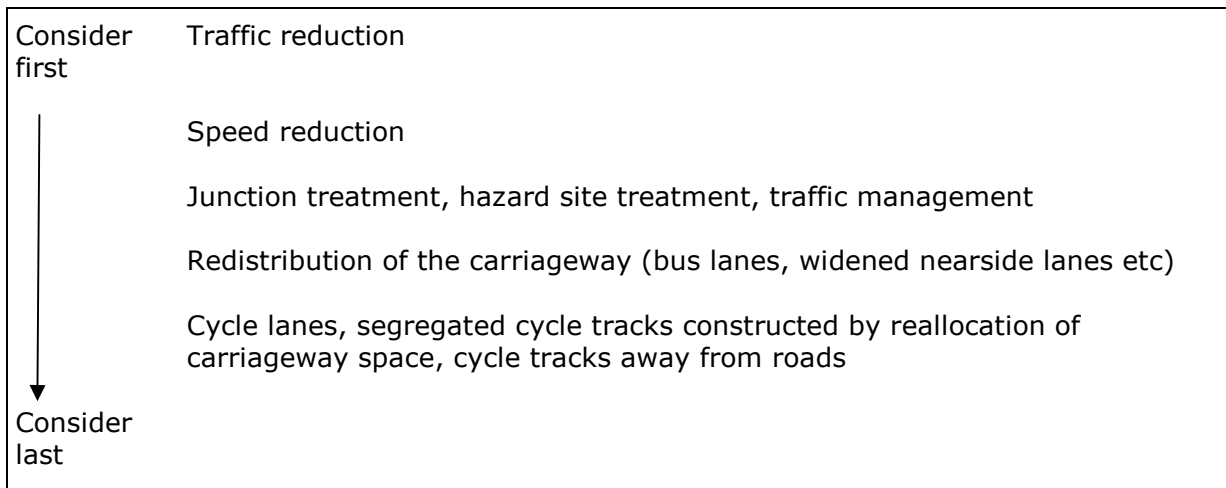 Consider Traffic reduction
first
Speed reduction
Junction treatment, hazard site treatment, traffic management
Redistribution of the carriageway (bus lanes, widened nearside lanes etc)
Cycle lanes, segregated cycle tracks constructed by reallocation of
carriageway space, cycle tracks away from roads
Consider
last